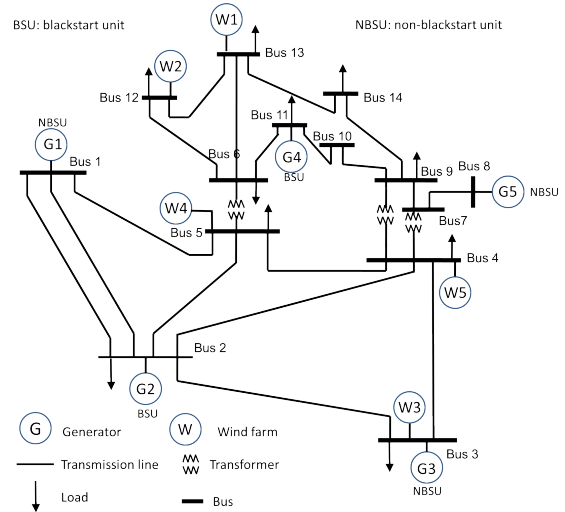 BSU: blackstart unit
NBSU: non-blackstart unit
W1
Bus 13
W2
Bus 12
Bus 14
Bus 11
Bus 10
NBSU
G1
Bus 1
Bus 6
G4
BSU
Bus 9
Bus 8
G5
NBSU
Bus7
W4
Bus 5
Bus 4
W5
Bus 2
G2
BSU
W3
Bus 3
G3
NBSU
G
Generator
W
Wind farm
Transmission line
Transformer
Load
Bus